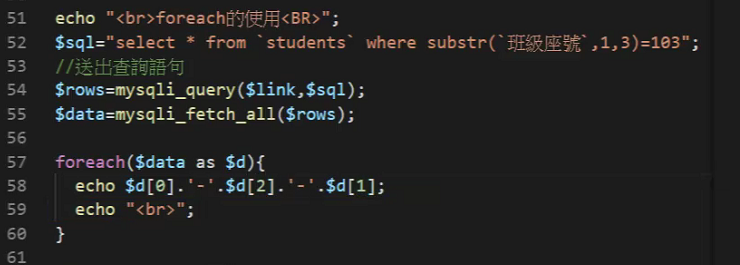 51 echo "<br>foreach的使用<BR>";
52 $sql="select * from `students` where substr(`班級座號`,1,3)=103";
53 //送出查詢語句
54 $rows=mysqli_query($link,$sql);
55 $data=mysqli_fetch_all($rows);
56
57 foreach($data as $d){
58 echo $d[0].'-'.$d[2].'-'.$d[1];
59 echo "<br>";
60 }
61